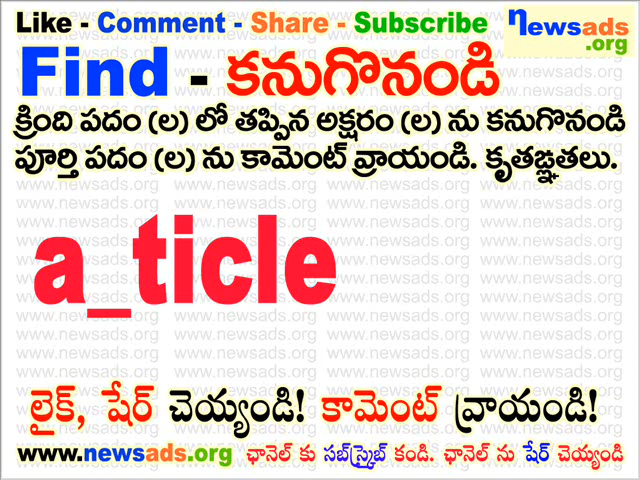 Like - Comment - Share - Subscribe
newsads
.org
Find - కనుగొనండి
క్రింది పదం (ల) లో తప్పిన అక్షరం (ల) ను కనుగొనండి
పూర్తి పదం (ల) ను కామెంట్ వ్రాయండి. కృతజ్ఞతలు.
a_ticle
లైక్, షేర్ చెయ్యండి! కామెంట్ వ్రాయండి!
www.newsads.org ఛానెల్ కు సబ్‌స్క్రైబ్ కండి. ఛానెల్ ను షేర్ చెయ్యండి